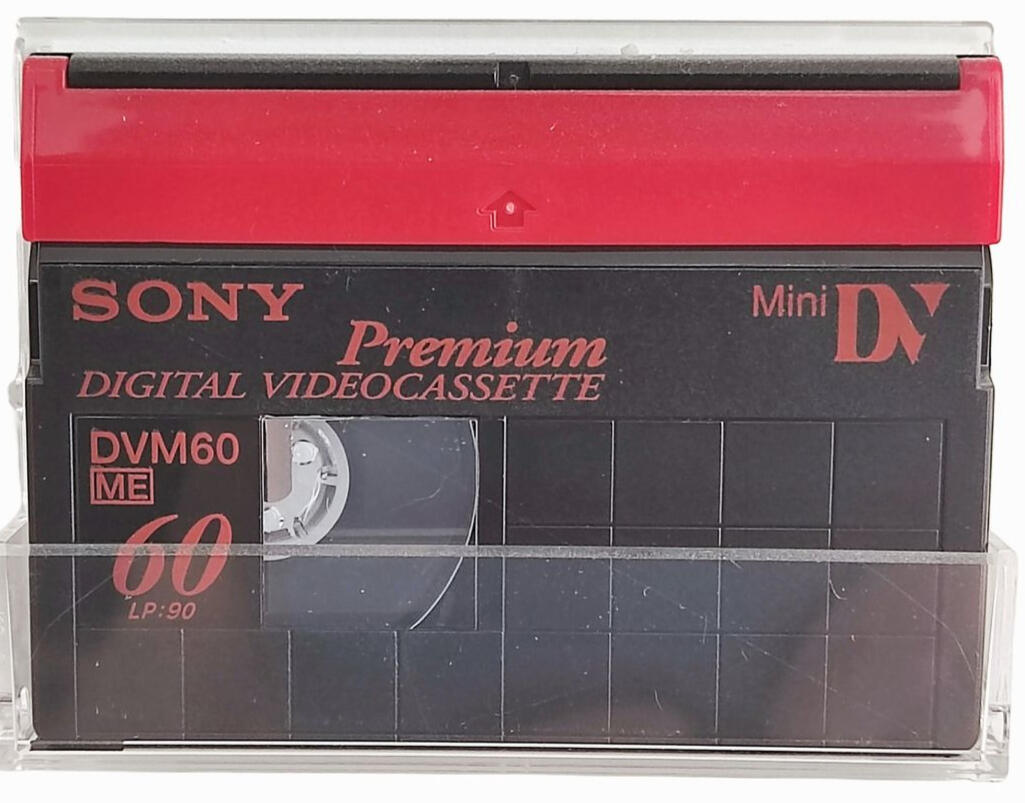 SONY
Mini DV
Premium
DIGITAL VIDEOCASSETTE
DVM60
ME
60
LP:90